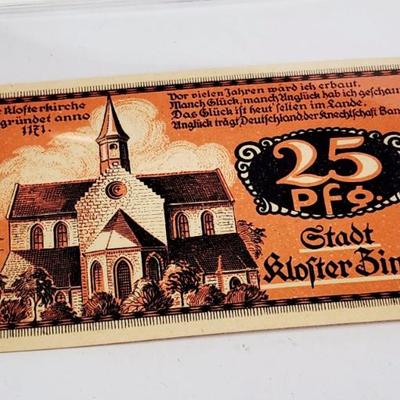 Klosterkirche
gründet anno
1171.
Vor vielen Jahren ward ich erbaut.
Manch Glück, manch Unglück hab ich geschau
Das Glück ist heut selten im Lande.
Unglück trägt Deutschland der Knechtschaft Ban
25
Pfg
Stadt
Kloster Zin